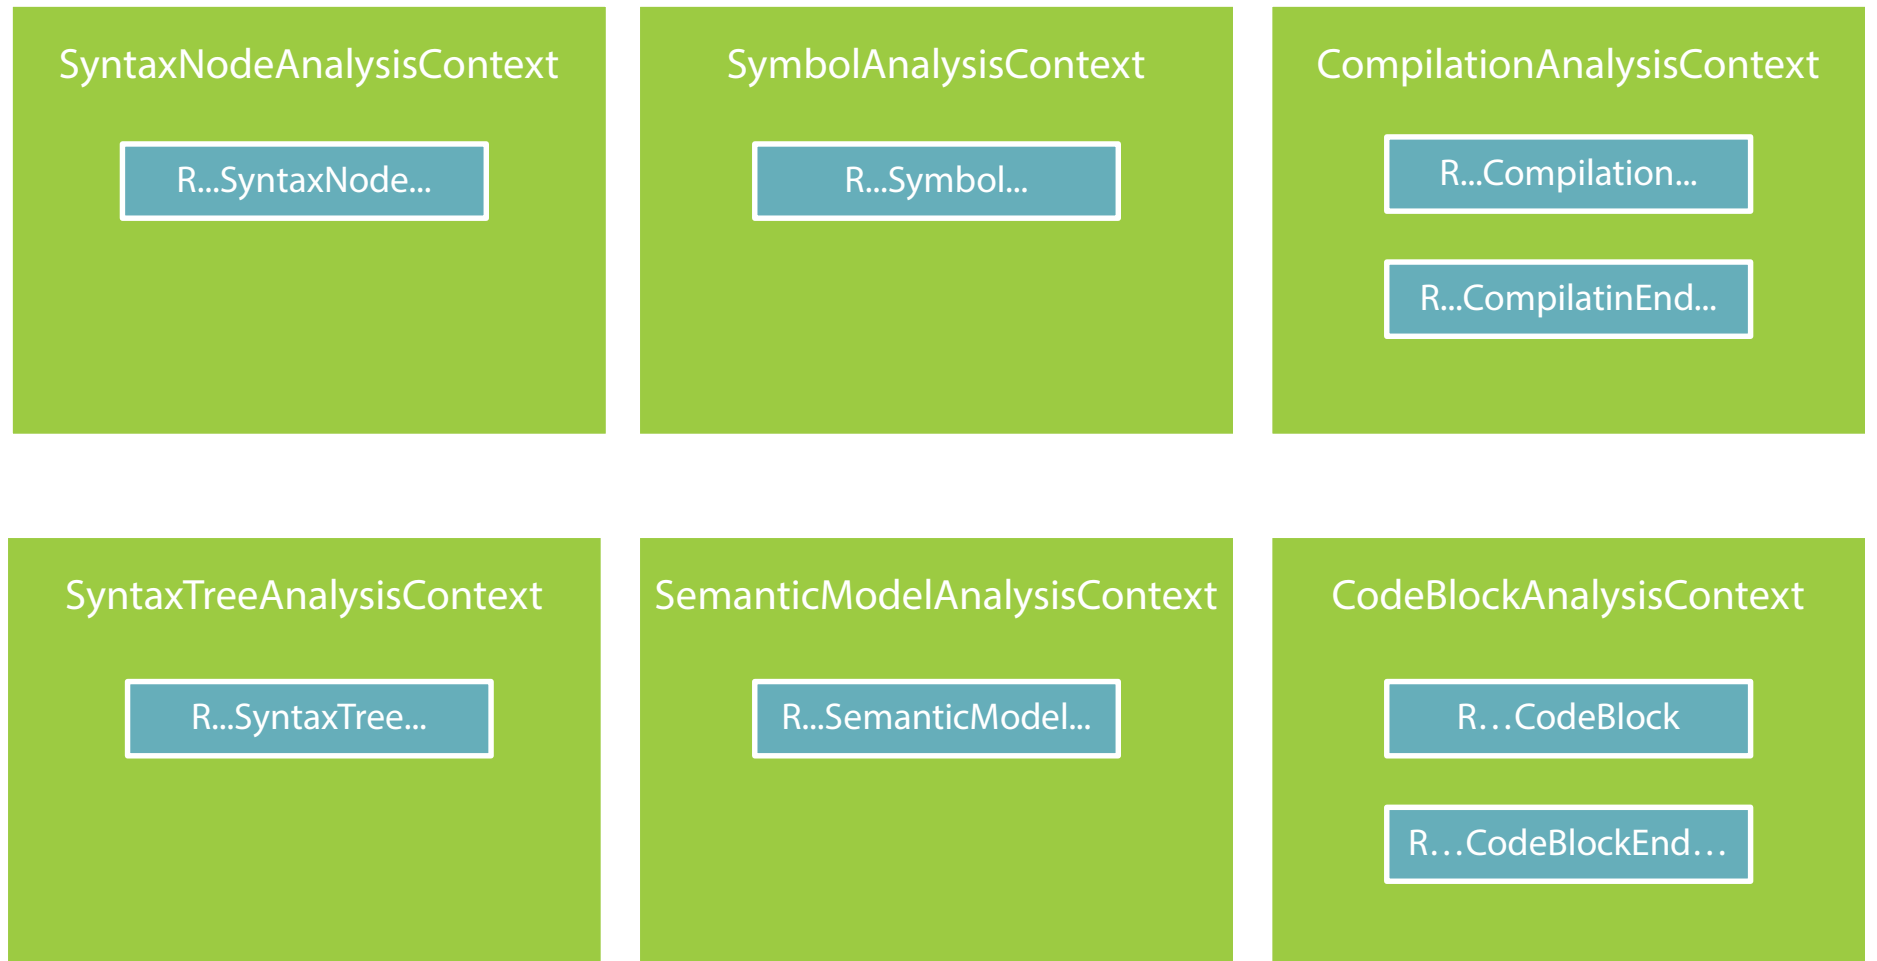 SyntaxNodeAnalysisContext
R...SyntaxNode...
SymbolAnalysisContext
R...Symbol...
CompilationAnalysisContext
R...Compilation...
R...CompilatinEnd...
SyntaxTreeAnalysisContext
R...SyntaxTree...
SemanticModelAnalysisContext
R...SemanticModel...
CodeBlockAnalysisContext
R…CodeBlock
R…CodeBlockEnd…